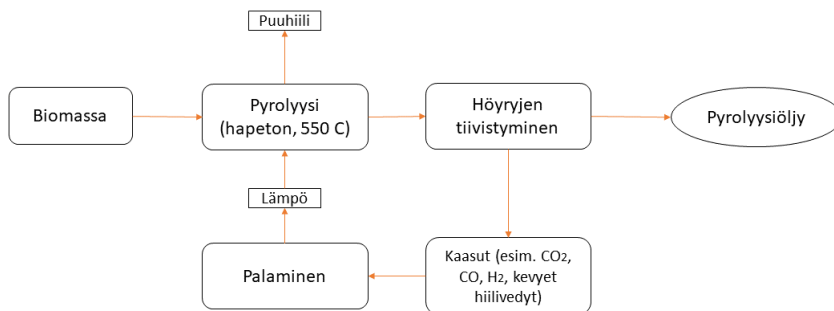 Puuhiili
Biomassa
Pyrolyysi
(hapeton, 550 C)
Höyryjen
tiivistyminen
Pyrolyysiöljy
Lämpö
Palaminen
Kaasut (esim. CO₂,
CO, H₂, kevyet
hiilivedyt)